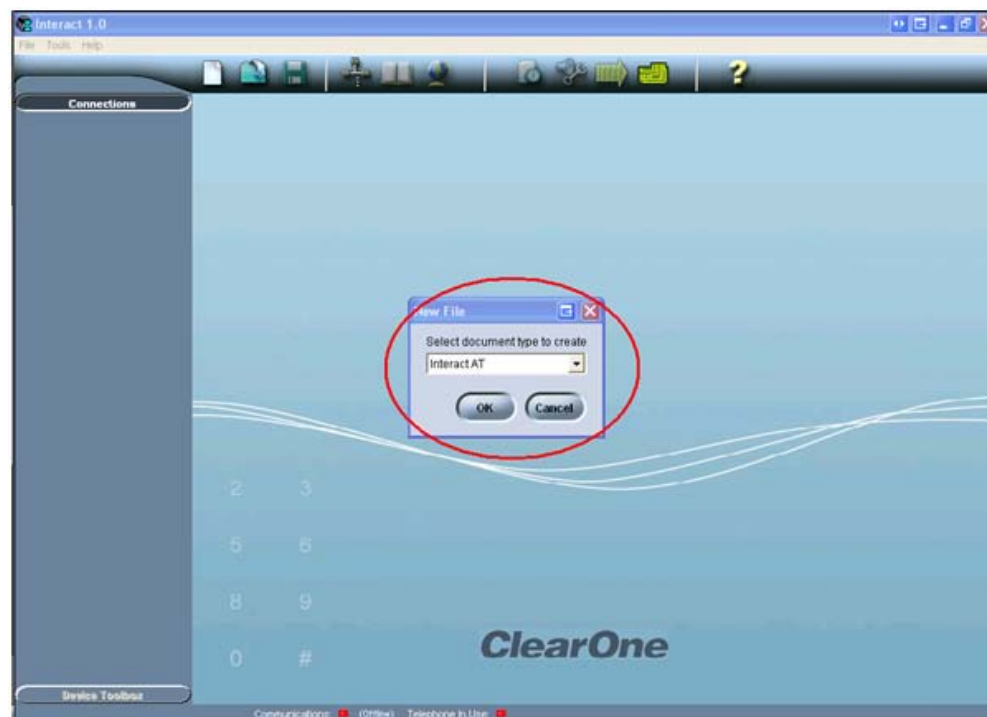 Interact 1.0
File Tools Help
?
Connections
New File
Select document type to create
Interact AT
OK Cancel
2 3
5 6
8 9
0 #
ClearOne
Device Toolbox
Communications: (Offline) Telephone In Use: